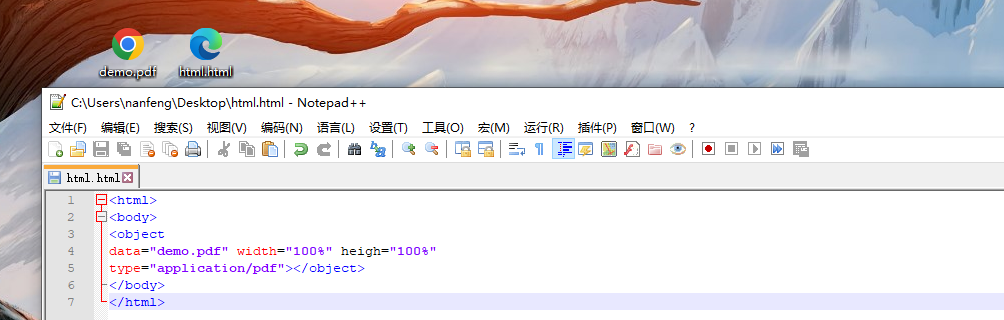 demo.pdf html.html
C:\Users\nanfeng\Desktop\html.html - Notepad++
文件(F) 编辑(E) 搜索(S) 视图(V) 编码(N) 语言(L) 设置(T) 工具(O) 宏(M) 运行(R) 插件(P) 窗口(W) ?
html.html
1 <html>
2 <body>
3 <object
4 data="demo.pdf" width="100%" heigh="100%"
5 type="application/pdf"></object>
6 </body>
7 </html>